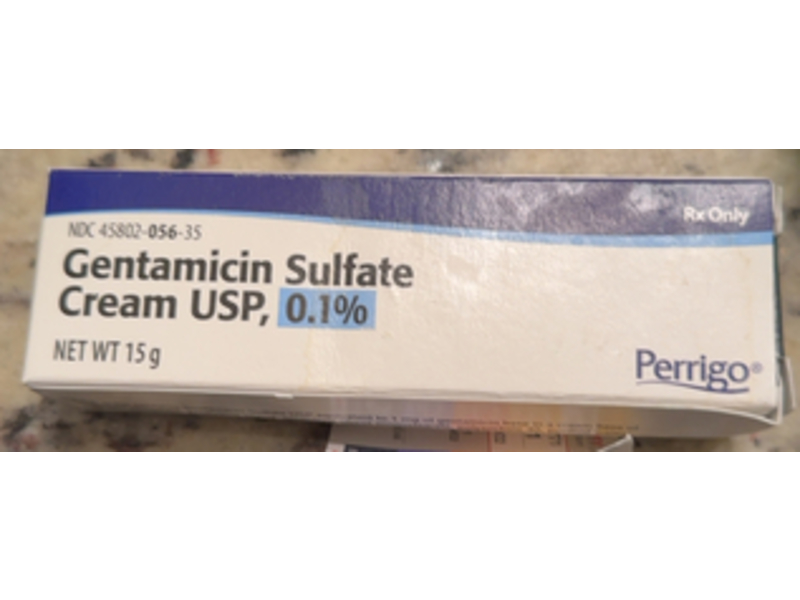 Rx Only
NDC 45802-056-35
Gentamicin Sulfate
Cream USP, 0.1%
NET WT 15 g
Perrigo®